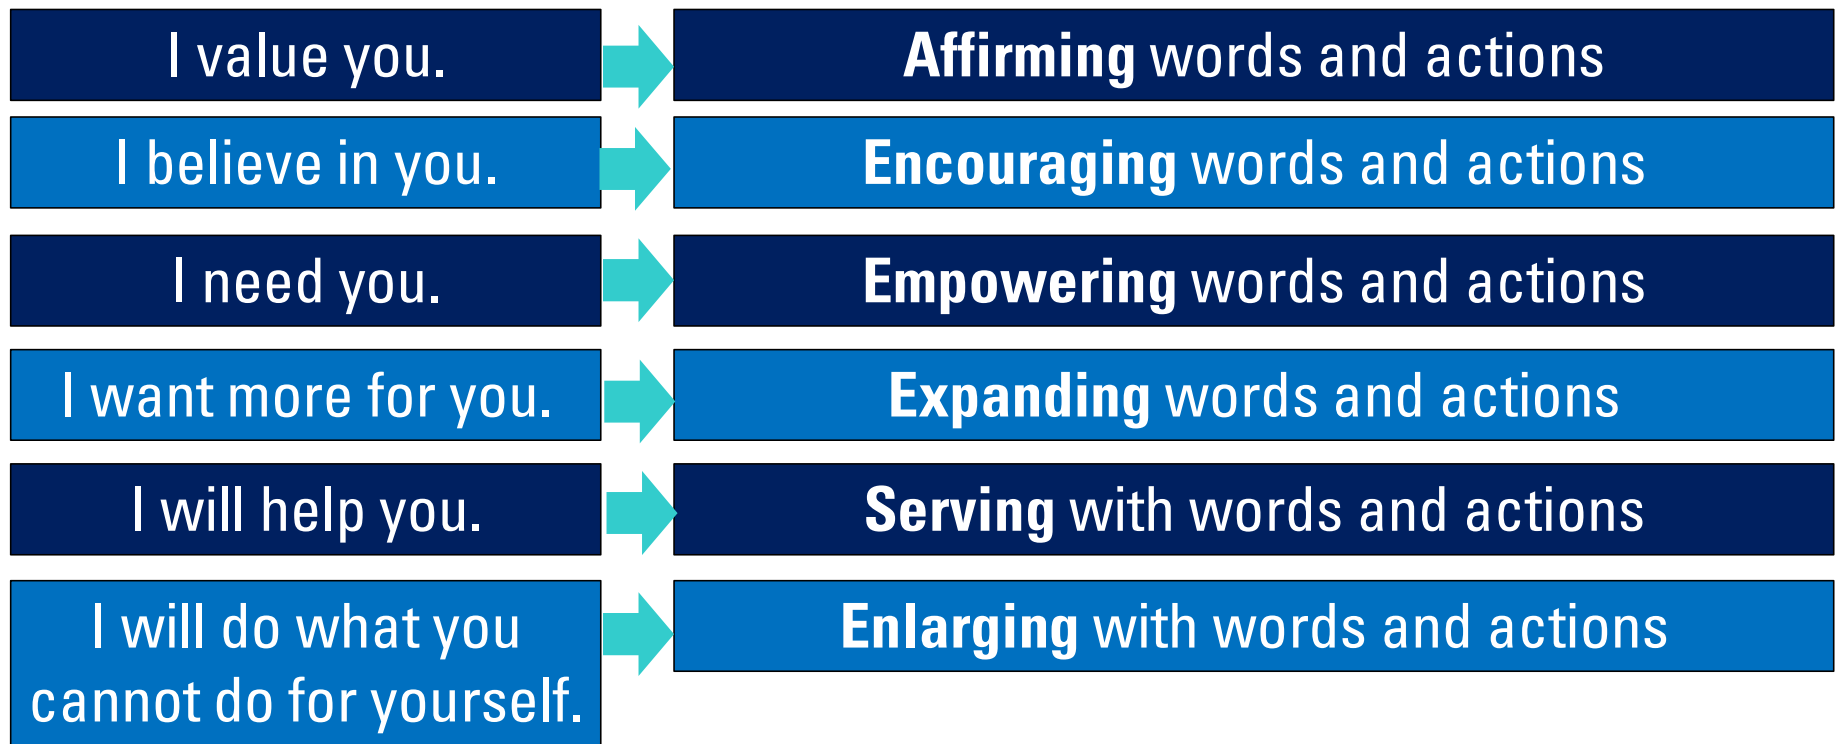 I value you.
Affirming words and actions
I believe in you.
Encouraging words and actions
I need you.
Empowering words and actions
I want more for you.
Expanding words and actions
I will help you.
Serving with words and actions
I will do what you
cannot do for yourself.
Enlarging with words and actions